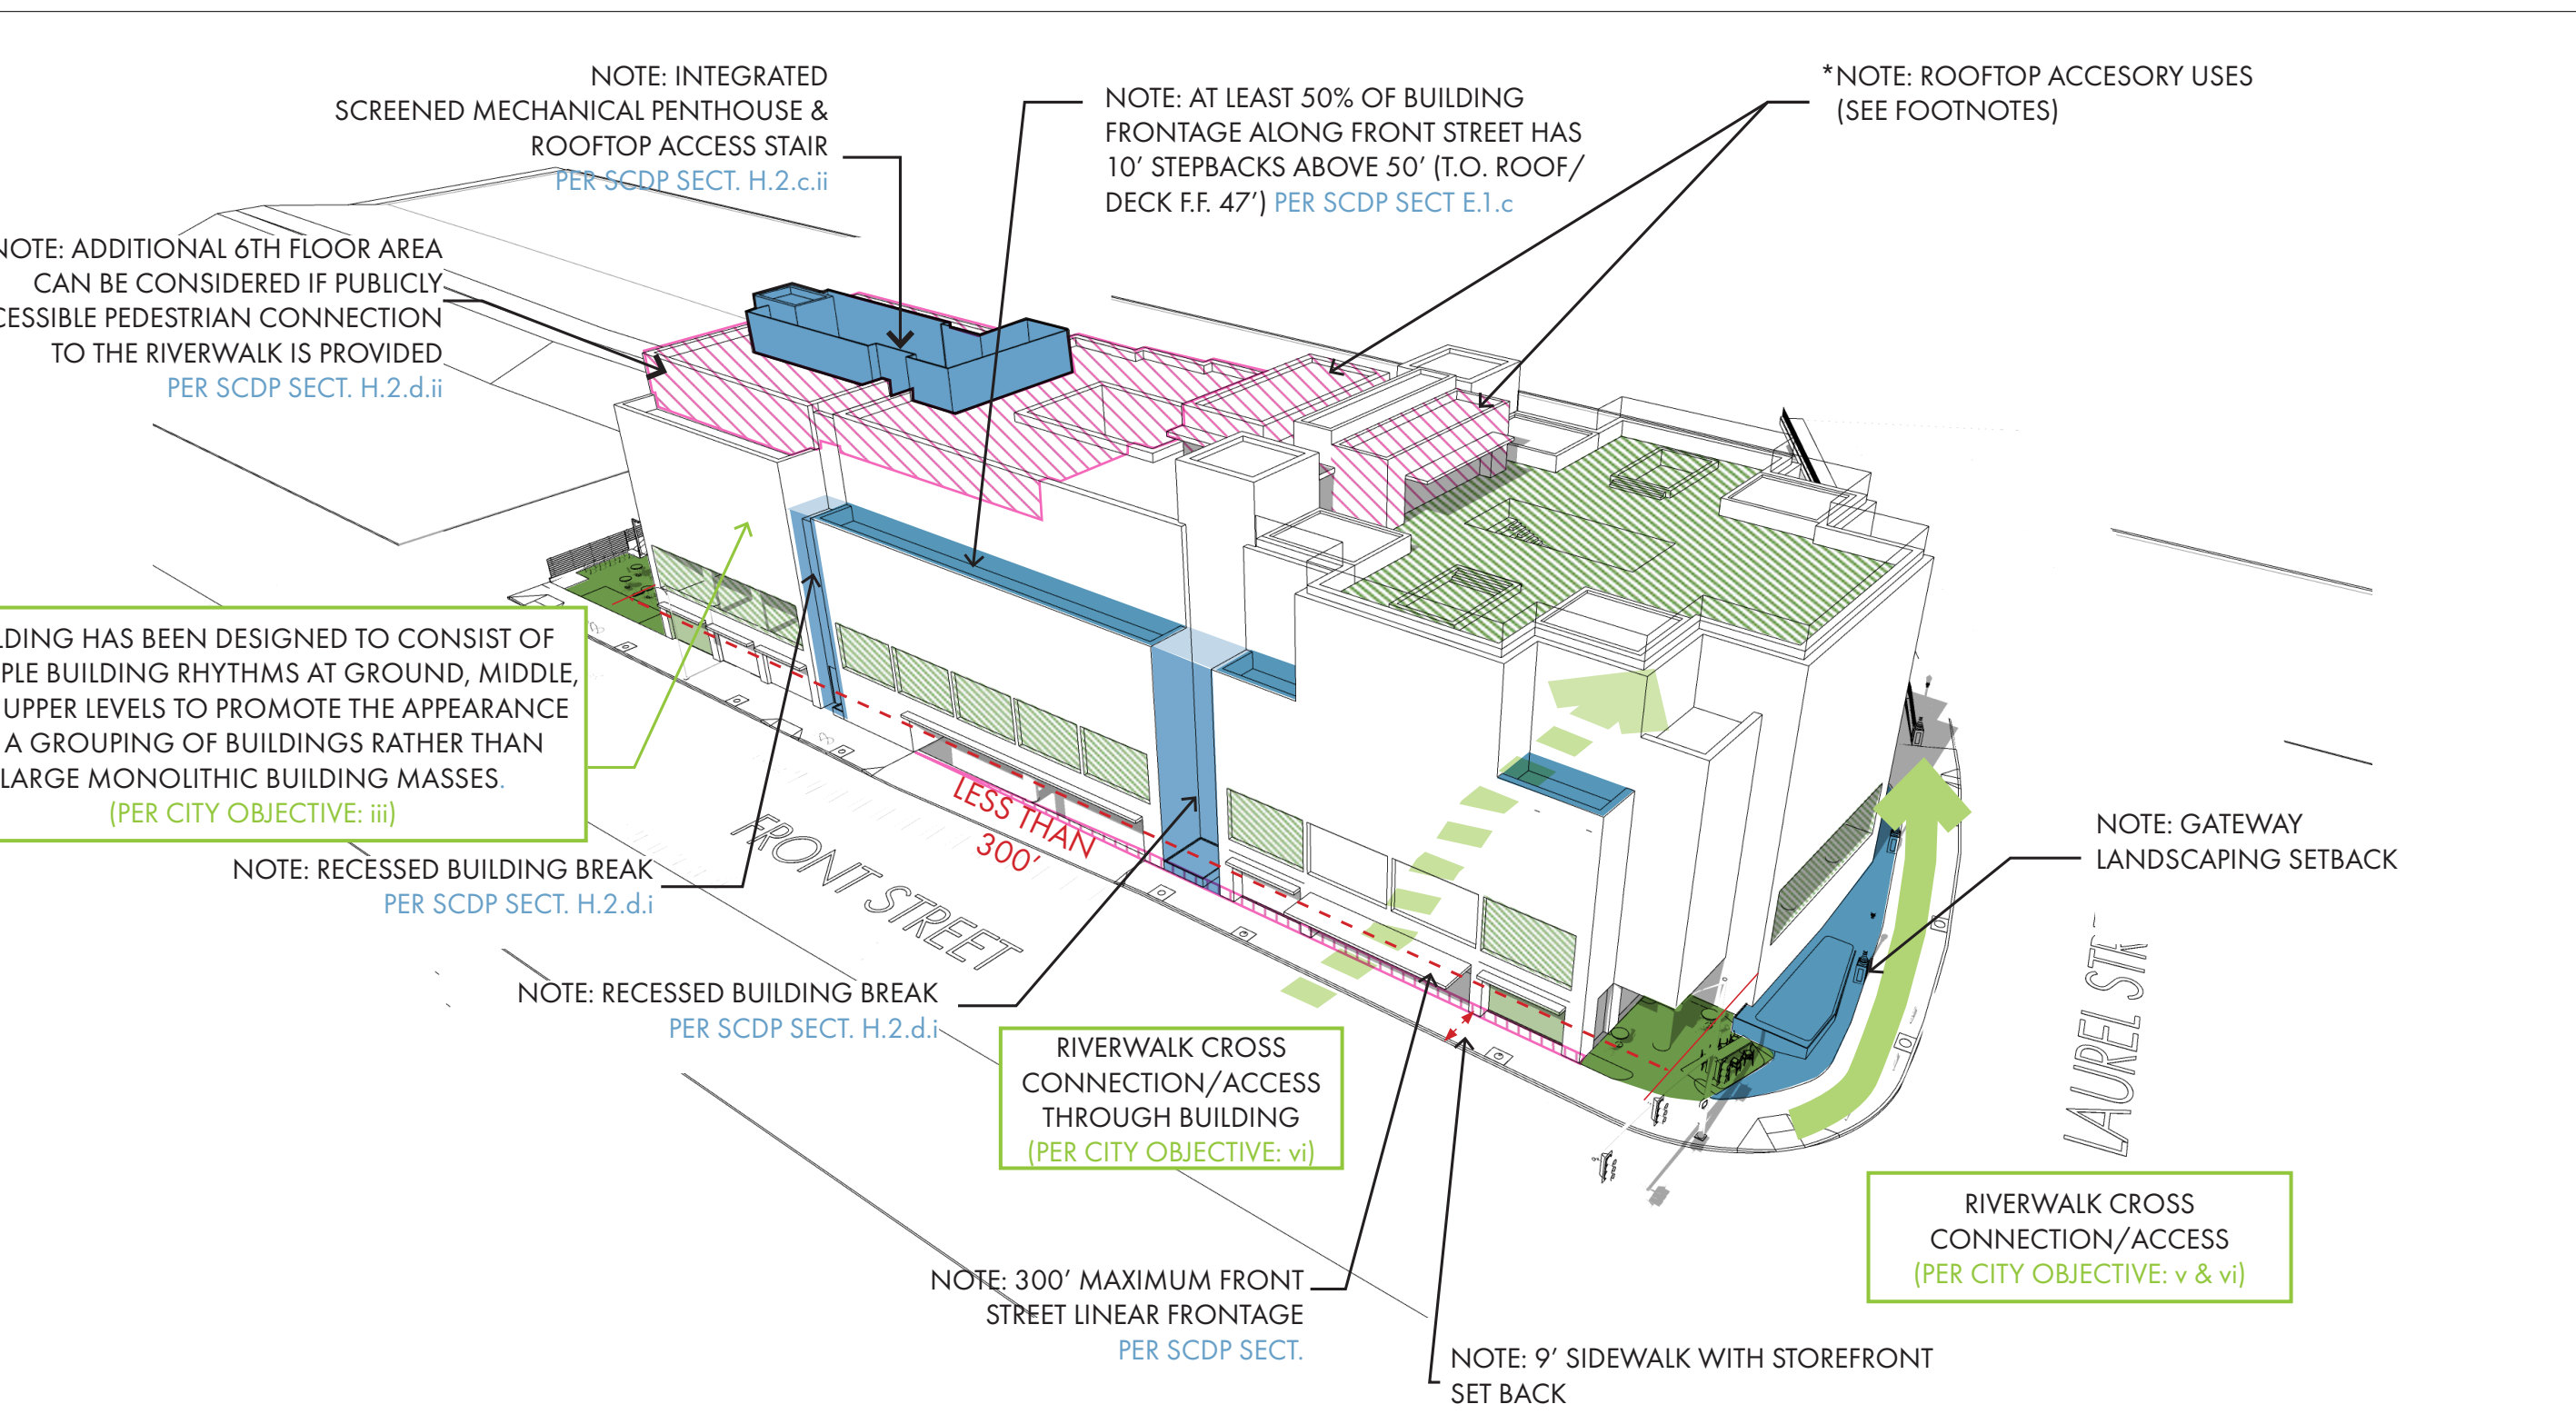 NOTE: INTEGRATED
SCREENED MECHANICAL PENTHOUSE &
ROOFTOP ACCESS STAIR
PER SCDP SECT. H.2.c.ii
NOTE: AT LEAST 50% OF BUILDING
FRONTAGE ALONG FRONT STREET HAS
10’ STEPBACKS ABOVE 50’ (T.O. ROOF/
DECK F.F. 47’) PER SCDP SECT E.1.c
*NOTE: ROOFTOP ACCESORY USES
(SEE FOOTNOTES)
NOTE: ADDITIONAL 6TH FLOOR AREA
CAN BE CONSIDERED IF PUBLICLY
CESSIBLE PEDESTRIAN CONNECTION
TO THE RIVERWALK IS PROVIDED
PER SCDP SECT. H.2.d.ii
LDING HAS BEEN DESIGNED TO CONSIST OF
PLE BUILDING RHYTHMS AT GROUND, MIDDLE,
UPPER LEVELS TO PROMOTE THE APPEARANCE
A GROUPING OF BUILDINGS RATHER THAN
LARGE MONOLITHIC BUILDING MASSES.
(PER CITY OBJECTIVE: iii)
LESS THAN
300’
FRONT STREET
NOTE: RECESSED BUILDING BREAK
PER SCDP SECT. H.2.d.i
NOTE: GATEWAY
LANDSCAPING SETBACK
LAUREL STR
NOTE: RECESSED BUILDING BREAK
PER SCDP SECT. H.2.d.i
RIVERWALK CROSS
CONNECTION/ACCESS
THROUGH BUILDING
(PER CITY OBJECTIVE: vi)
RIVERWALK CROSS
CONNECTION/ACCESS
(PER CITY OBJECTIVE: v & vi)
NOTE: 300’ MAXIMUM FRONT
STREET LINEAR FRONTAGE
PER SCDP SECT.
NOTE: 9’ SIDEWALK WITH STOREFRONT
SET BACK